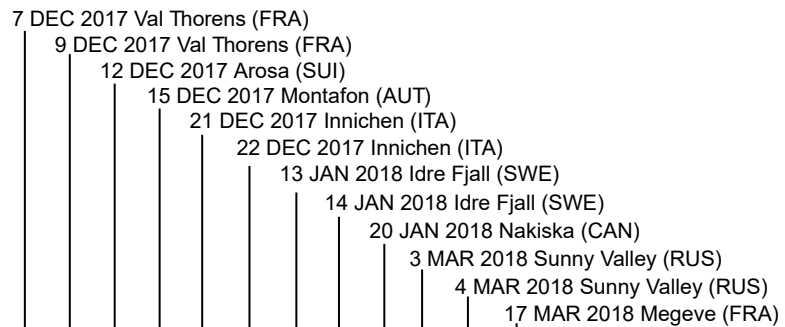 7 DEC 2017 Val Thorens (FRA)
9 DEC 2017 Val Thorens (FRA)
12 DEC 2017 Arosa (SUI)
15 DEC 2017 Montafon (AUT)
21 DEC 2017 Innichen (ITA)
22 DEC 2017 Innichen (ITA)
13 JAN 2018 Idre Fjall (SWE)
14 JAN 2018 Idre Fjall (SWE)
20 JAN 2018 Nakiska (CAN)
3 MAR 2018 Sunny Valley (RUS)
4 MAR 2018 Sunny Valley (RUS)
17 MAR 2018 Megeve (FRA)